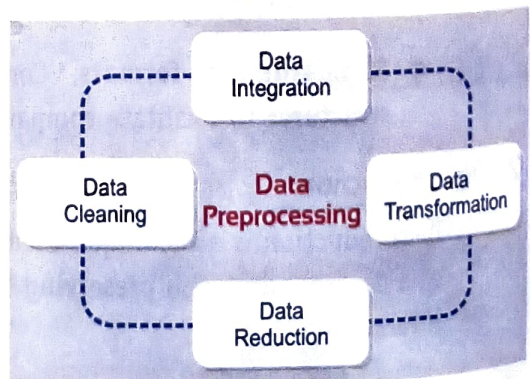 Data
Integration
Data
Cleaning
Data
Preprocessing
Data
Transformation
Data
Reduction